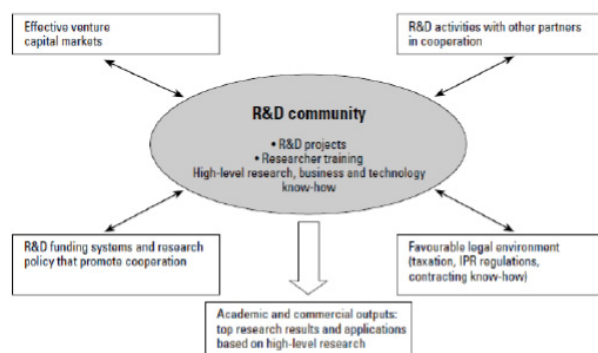 Effective venture
capital markets
R&D activities with other partners
in cooperation
R&D community
• R&D projects
• Researcher training
High-level research, business and technology
know-how
R&D funding systems and research
policy that promote cooperation
Favourable legal environment
(taxation, IPR regulations,
contracting know-how)
Academic and commercial outputs:
top research results and applications
based on high-level research